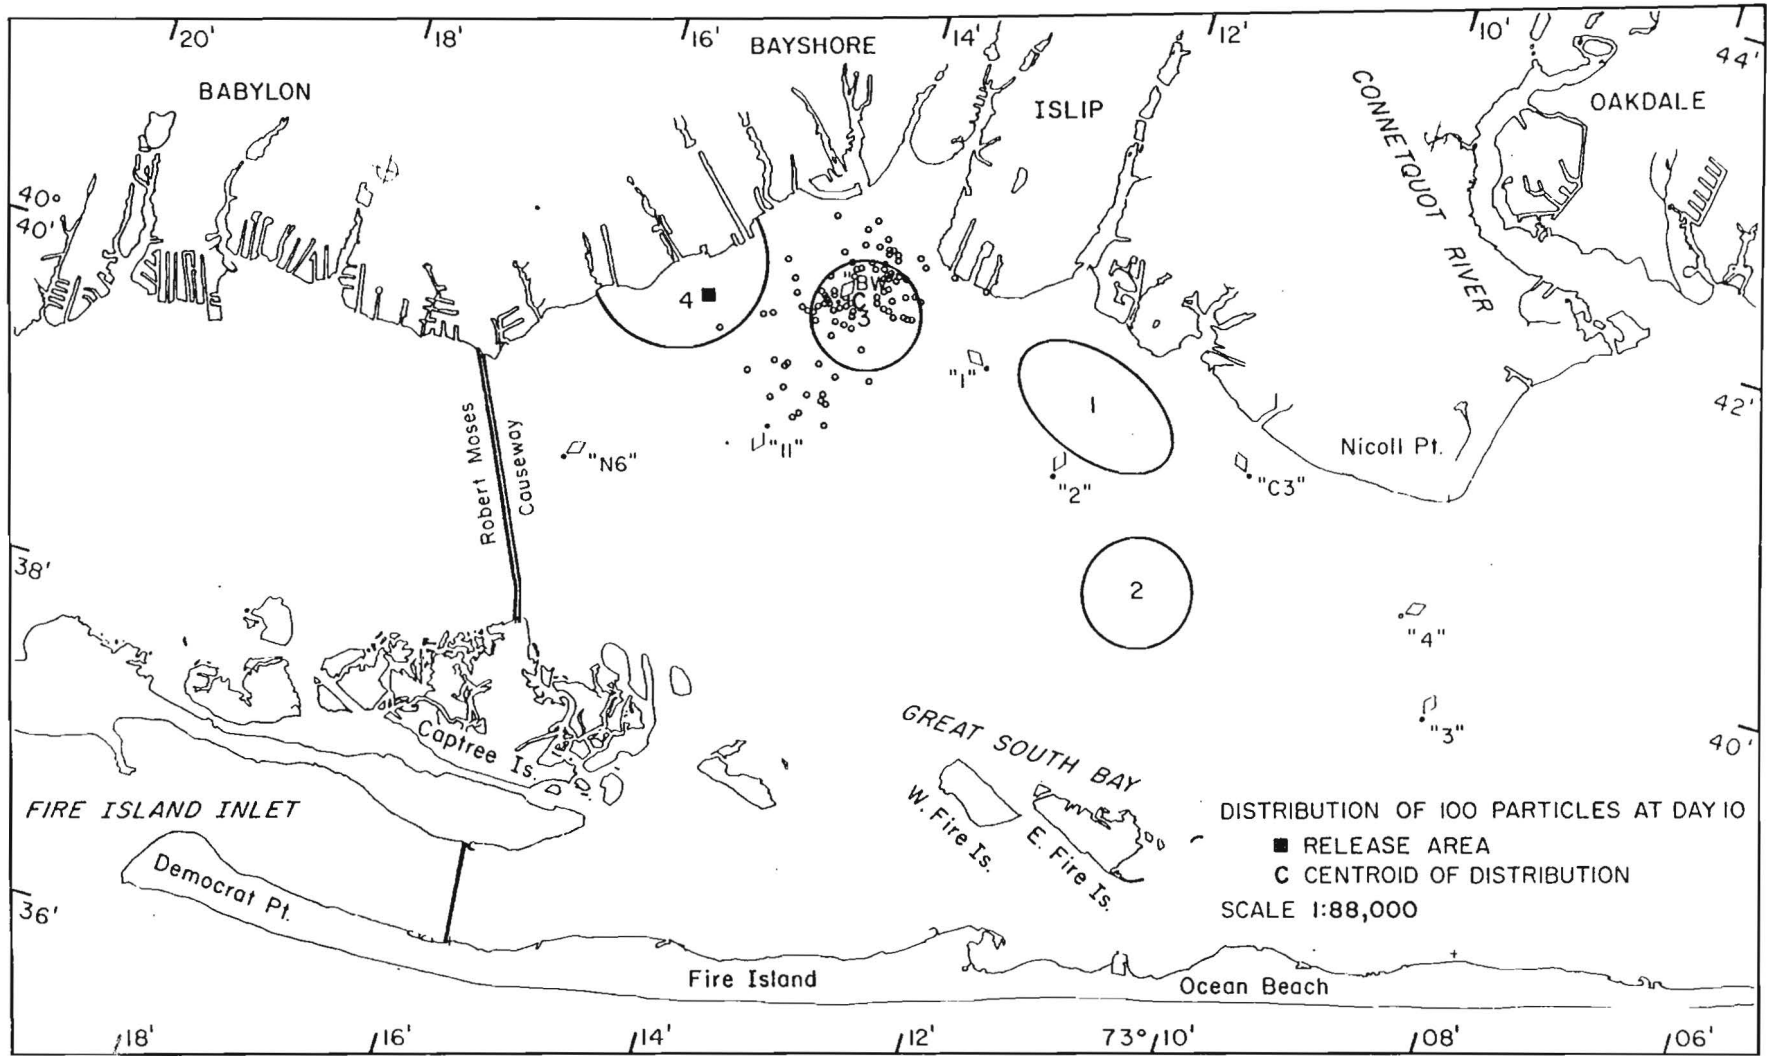 20'
18'
16'
14'
12'
10'
44'
BAYSHORE
BABYLON
ISLIP
OAKDALE
CONNETQUOT
RIVER
40°
40'
4
"BW"
C
3
"1"
1
42'
Robert Moses
Causeway
"N6"
"11"
"2"
"C3"
Nicoll Pt.
38'
2
"4"
"3"
40'
Captree Is.
GREAT SOUTH BAY
W. Fire Is.
E. Fire Is.
FIRE ISLAND INLET
Democrat Pt.
DISTRIBUTION OF 100 PARTICLES AT DAY 10
RELEASE AREA
C CENTROID OF DISTRIBUTION
SCALE 1:88,000
36'
Fire Island
Ocean Beach
18'
16'
14'
12'
73° 10'
08'
06'